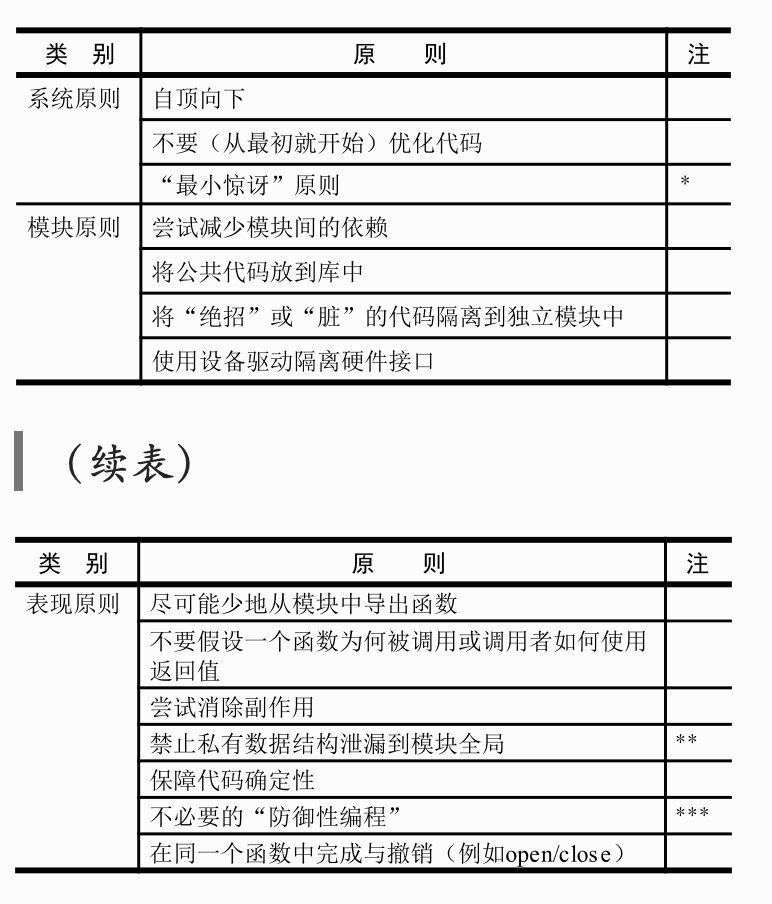 类 别 原 则 注
系统原则 自顶向下
不要（从最初就开始）优化代码
“最小惊讶”原则 *
模块原则 尝试减少模块间的依赖
将公共代码放到库中
将“绝招”或“脏”的代码隔离到独立模块中
使用设备驱动隔离硬件接口
（续表）
类 别 原 则 注
表现原则 尽可能少地从模块中导出函数
不要假设一个函数为何被调用或调用者如何使用
返回值
尝试消除副作用
禁止私有数据结构泄漏到模块全局 **
保障代码确定性
不必要的“防御性编程” ***
在同一个函数中完成与撤销（例如open/close）